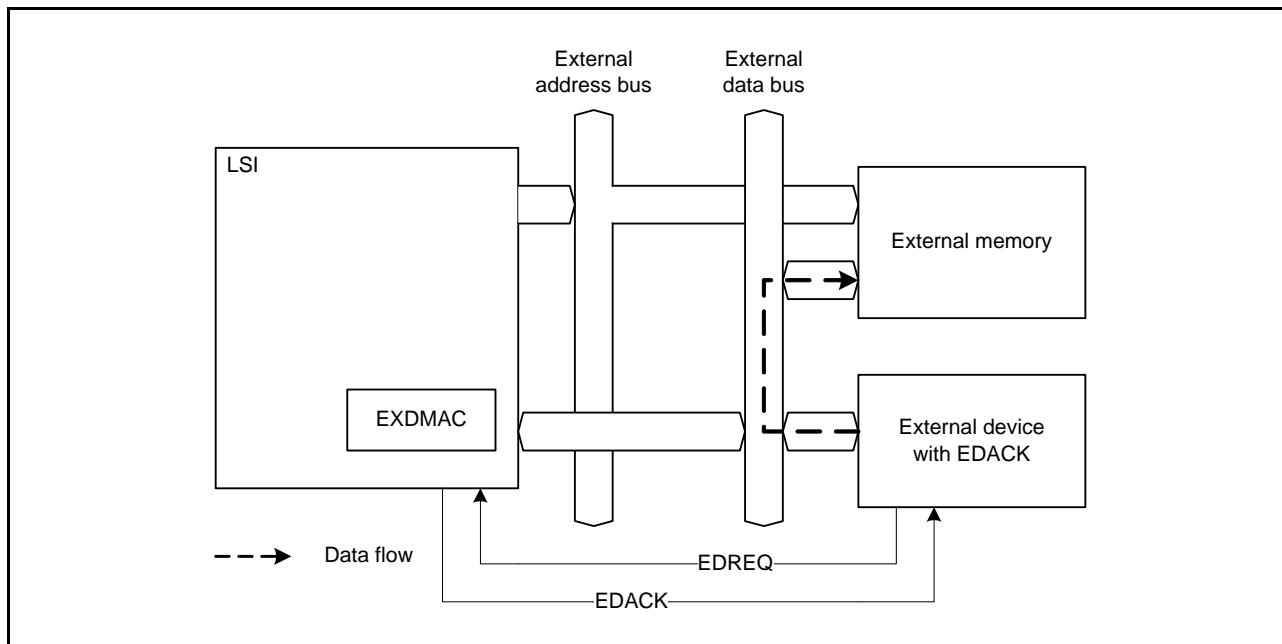 External
address bus
External
data bus
LSI
External memory
EXDMAC
External device
with EDACK
Data flow
EDREQ
EDACK